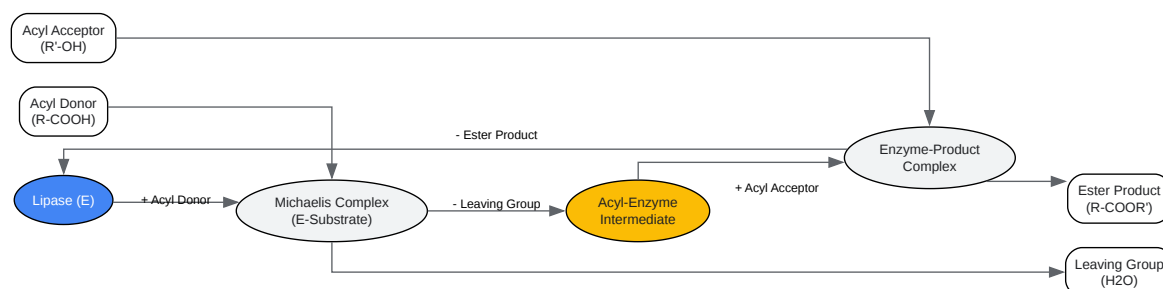 Acyl Acceptor
(R'-OH)
Acyl Donor
(R-COOH)
- Ester Product
Enzyme-Product
Complex
+ Acyl Acceptor
Lipase (E)
+ Acyl Donor
Michaelis Complex
(E-Substrate)
- Leaving Group
Acyl-Enzyme
Intermediate
Ester Product
(R-COOR')
Leaving Group
(H2O)